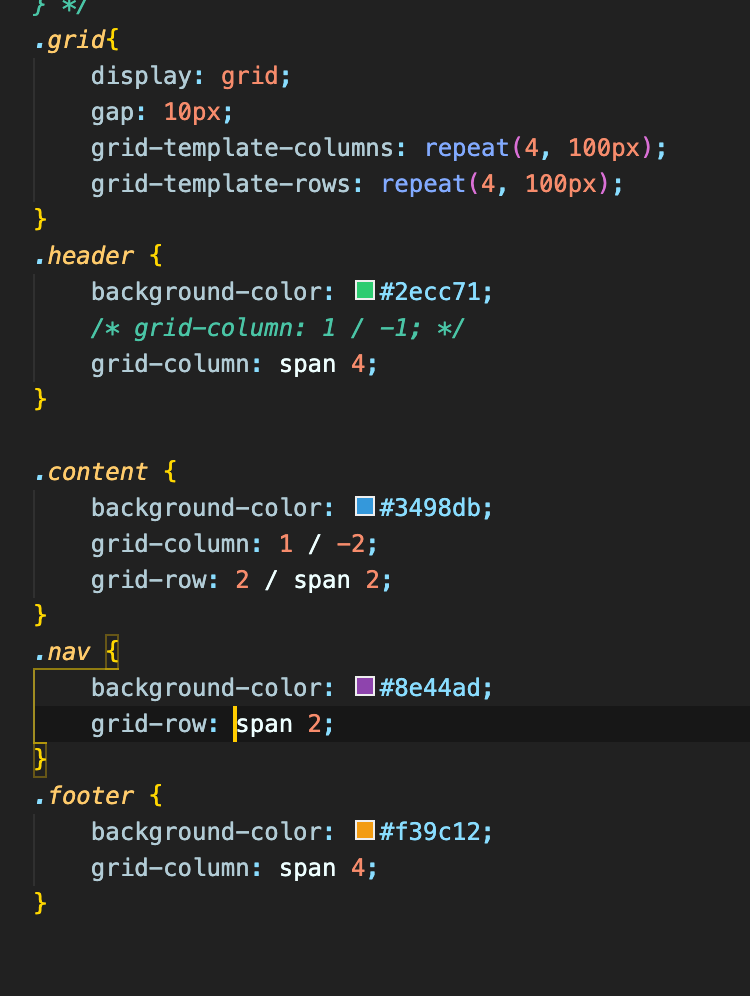 } */
.grid{
    display: grid;
    gap: 10px;
    grid-template-columns: repeat(4, 100px);
    grid-template-rows: repeat(4, 100px);
}
.header {
    background-color: #2ecc71;
    /* grid-column: 1 / -1; */
    grid-column: span 4;
}

.content {
    background-color: #3498db;
    grid-column: 1 / -2;
    grid-row: 2 / span 2;
}
.nav {
    background-color: #8e44ad;
    grid-row: span 2;
}
.footer {
    background-color: #f39c12;
    grid-column: span 4;
}